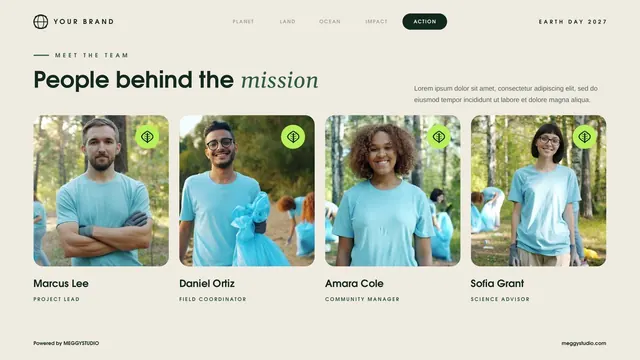 YOUR BRAND
PLANET LAND OCEAN IMPACT ACTION
EARTH DAY 2027
MEET THE TEAM
People behind the mission
Lorem ipsum dolor sit amet, consectetur adipiscing elit, sed do
eiusmod tempor incididunt ut labore et dolore magna aliqua.
Marcus Lee
PROJECT LEAD
Daniel Ortiz
FIELD COORDINATOR
Amara Cole
COMMUNITY MANAGER
Sofia Grant
SCIENCE ADVISOR
Powered by MEGGYSTUDIO
meggystudio.com